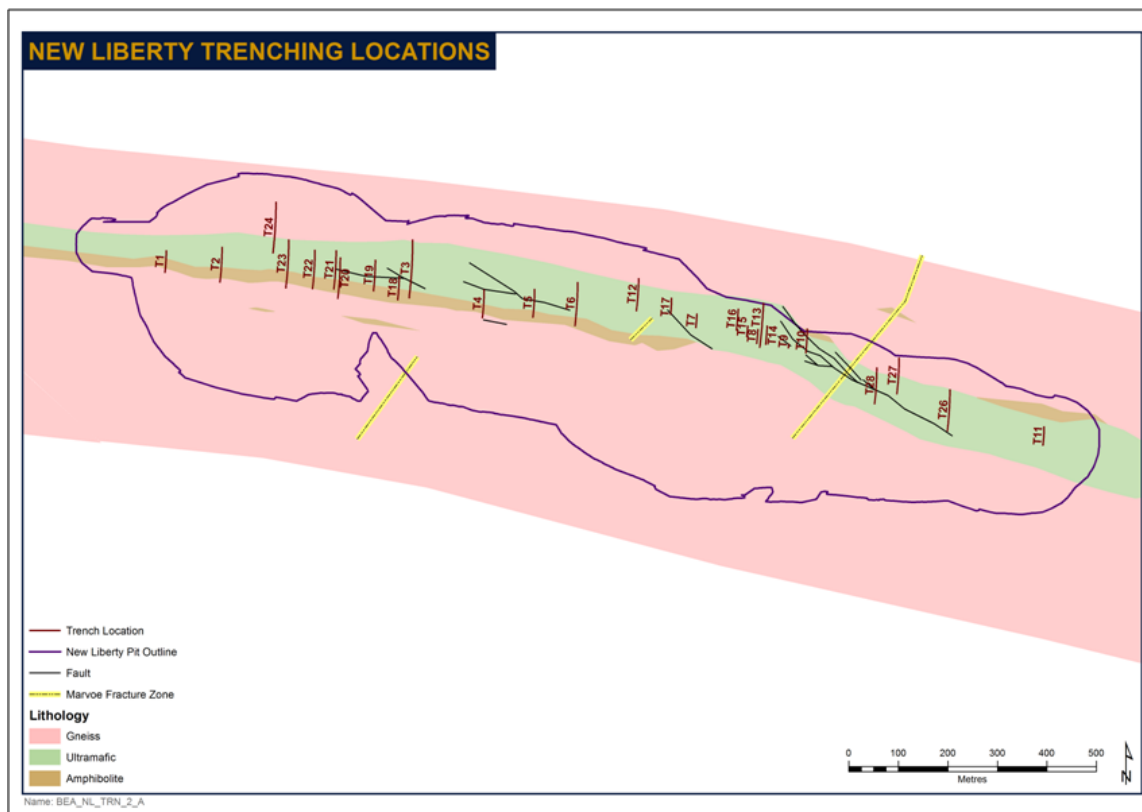 NEW LIBERTY TRENCHING LOCATIONS
T24
T1
T2
T23
T22
T21
T20
T19
T18
T3
T4
T5
T6
T12
T17
T7
T16
T15
T8
T13
T14
T9
T10
T28
T27
T26
T11
Trench Location
New Liberty Pit Outline
Fault
Marvoe Fracture Zone
Lithology
Gneiss
Ultramafic
Amphibolite
0 100 200 300 400 500
Metres
N
Name: BEA_NL_TRN_2_A